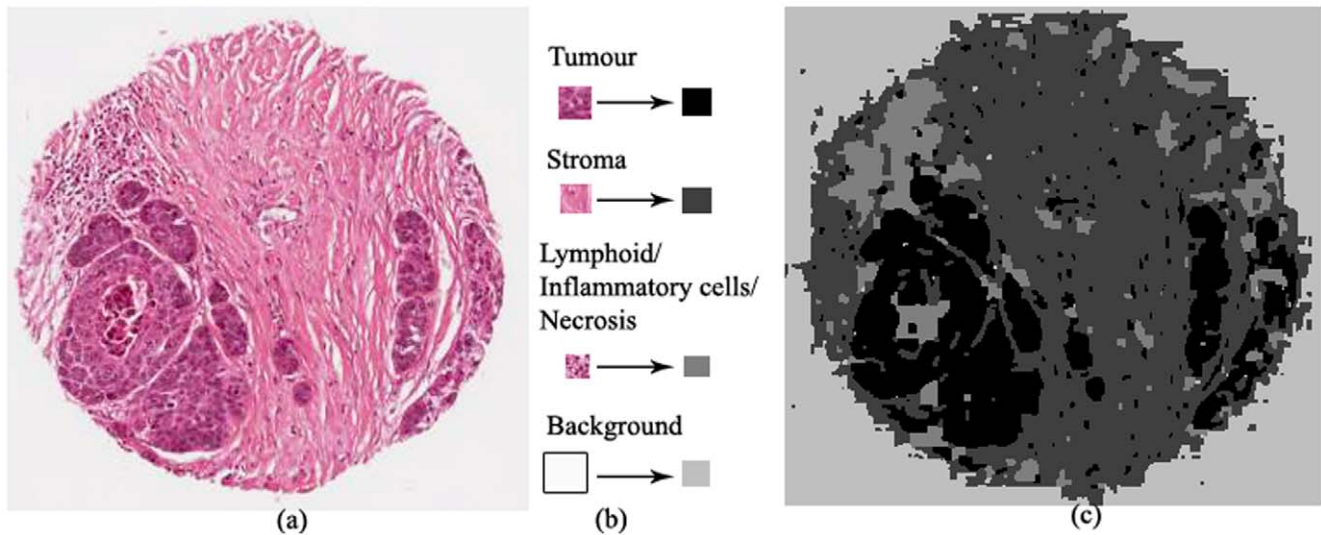 Tumour
Stroma
Lymphoid/
Inflammatory cells/
Necrosis
Background
(a)
(b)
(c)